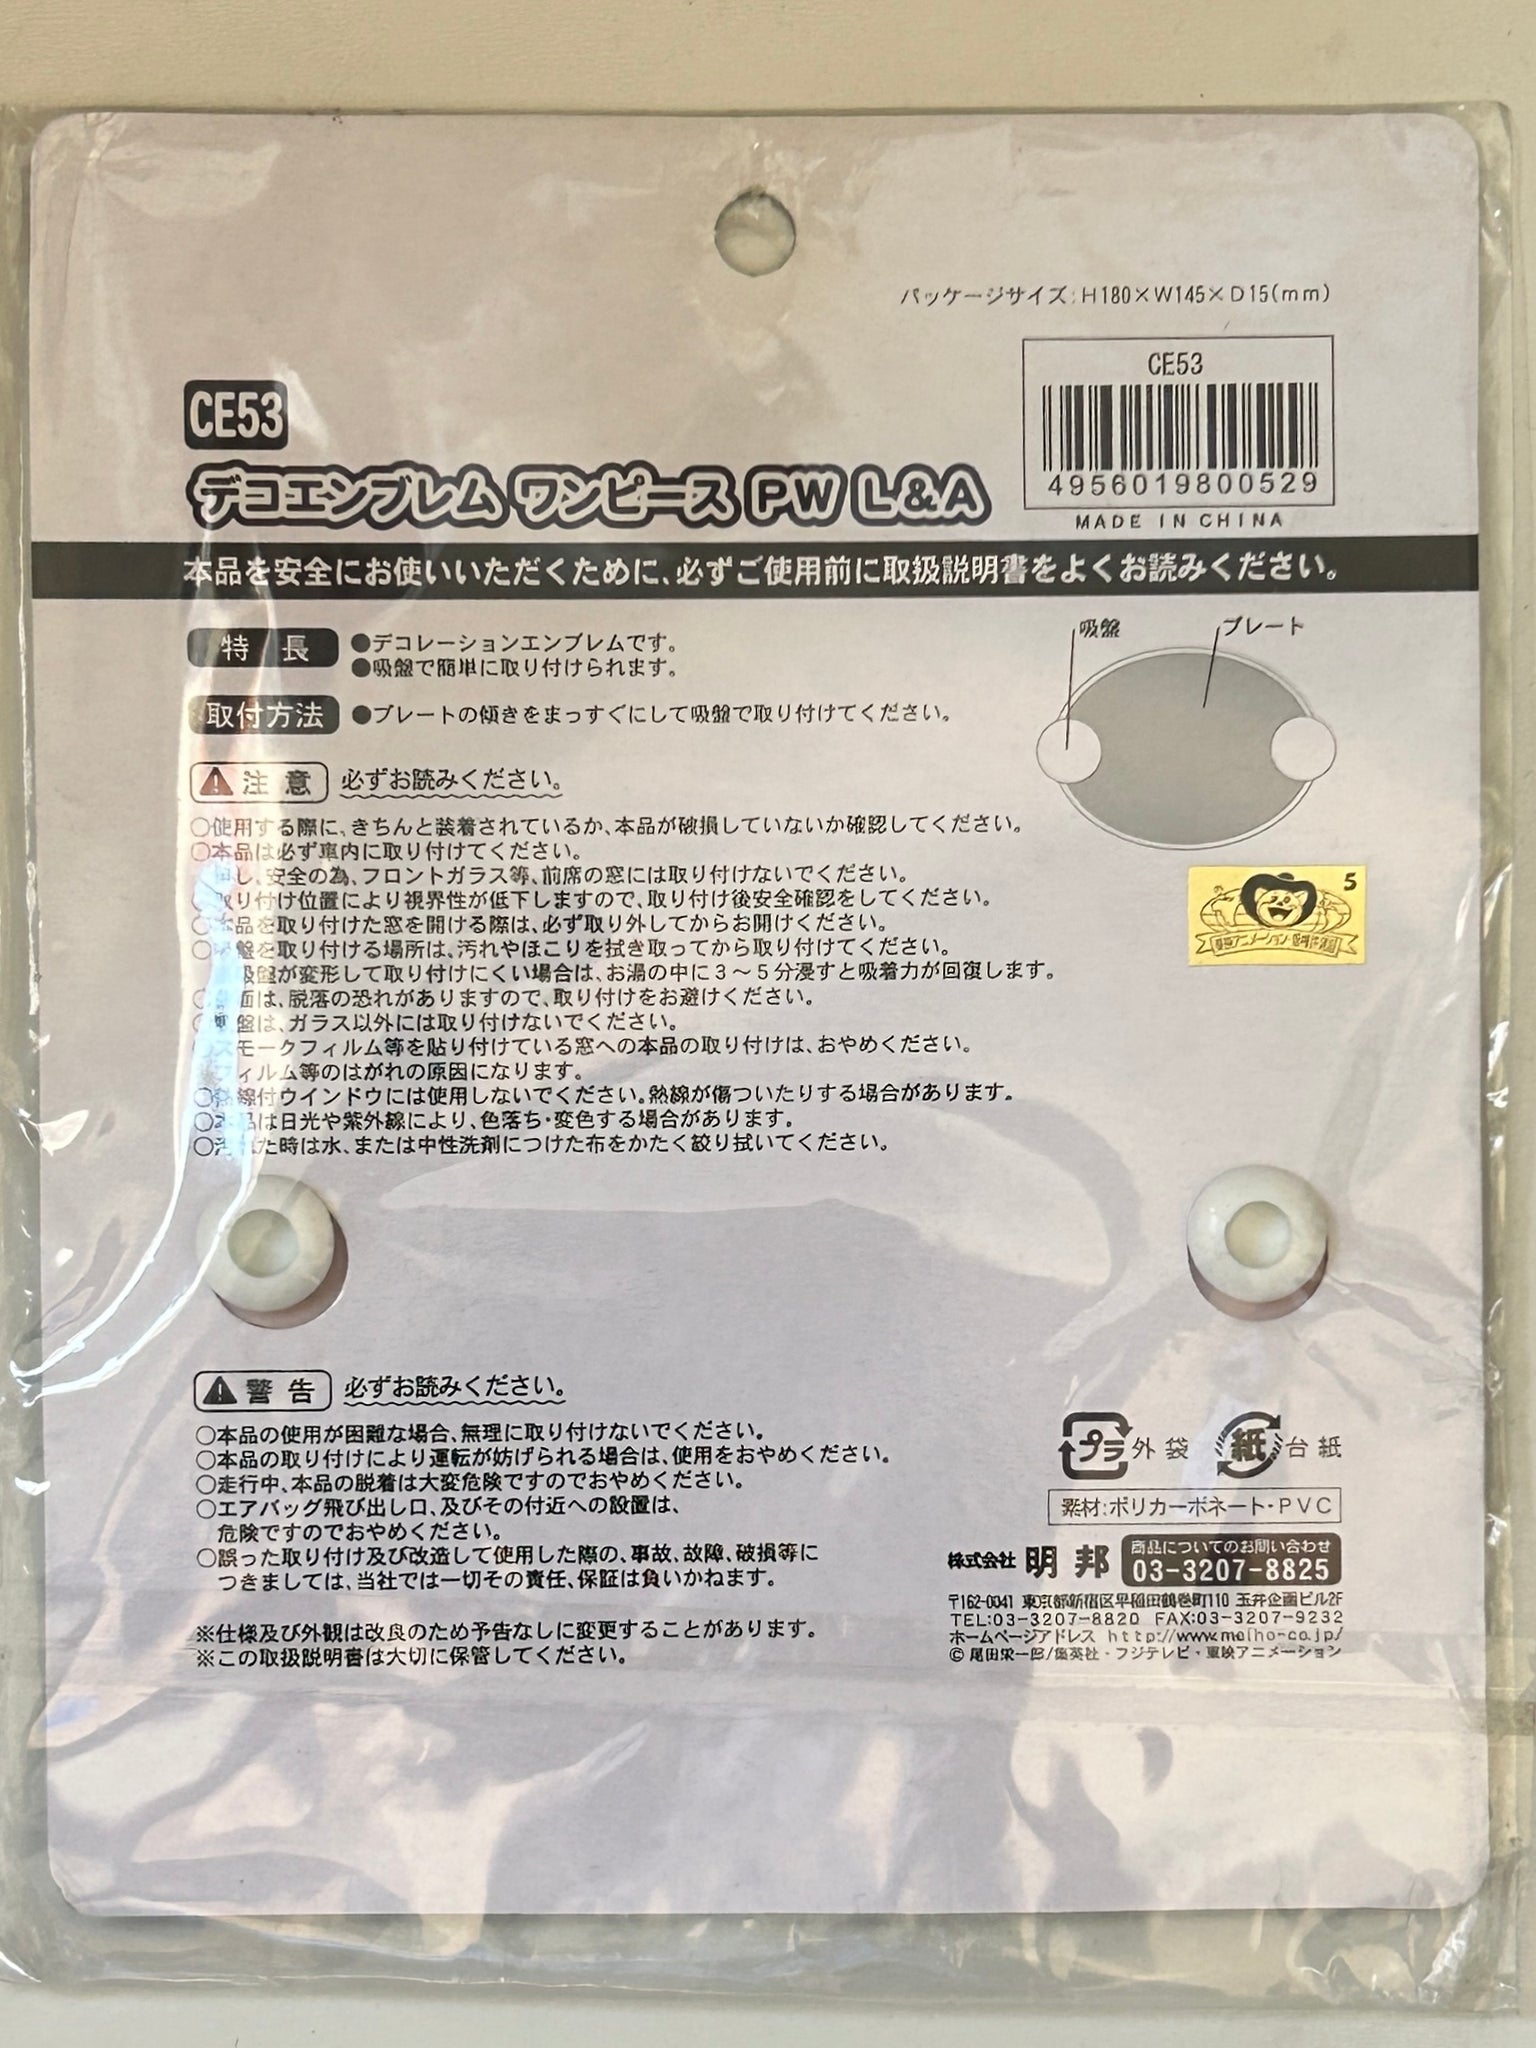 パッケージサイズ:H180×W145×D15(mm)
CE53
4956019800529
MADE IN CHINA
CE53
デコエンブレム ワンピース PW L&A
本品を安全にお使いいただくために、必ずご使用前に取扱説明書をよくお読みください。
特長
●デコレーションエンブレムです。
●吸盤で簡単に取り付けられます。
取付方法
●プレートの傾きをまっすぐにして吸盤で取り付けてください。
吸盤
プレート
注意 必ずお読みください。
○使用する際に、きちんと装着されているか、本品が破損していないか確認してください。
○本品は必ず車内に取り付けてください。
但し、安全の為、フロントガラス等、前席の窓には取り付けないでください。
○取り付け位置により視界性が低下しますので、取り付け後安全確認をしてください。
○本品を取り付けた窓を開ける際は、必ず取り外してからお開けください。
○吸盤を取り付ける場所は、汚れやほこりを拭き取ってから取り付けてください。
吸盤が変形して取り付けにくい場合は、お湯の中に3～5分浸すと吸着力が回復します。
面は、脱落の恐れがありますので、取り付けをお避けください。
○吸盤は、ガラス以外には取り付けないでください。
○スモークフィルム等を貼り付けている窓への本品の取り付けは、おやめください。
フィルム等のはがれの原因になります。
○熱線付ウインドウには使用しないでください。熱線が傷ついたりする場合があります。
○本品は日光や紫外線により、色落ち・変色する場合があります。
○汚れた時は水、または中性洗剤につけた布をかたく絞り拭いてください。
5
警告 必ずお読みください。
○本品の使用が困難な場合、無理に取り付けないでください。
○本品の取り付けにより運転が妨げられる場合は、使用をおやめください。
○走行中、本品の脱着は大変危険ですのでおやめください。
○エアバッグ飛び出し口、及びその付近への設置は、
危険ですのでおやめください。
○誤った取り付け及び改造して使用した際の、事故、故障、破損等に
つきましては、当社では一切その責任、保証は負いかねます。
※仕様及び外観は改良のため予告なしに変更することがあります。
※この取扱説明書は大切に保管してください。
プラ 外袋 紙 台紙
素材:ポリカーボネート・PVC
株式会社 明邦
商品についてのお問い合わせ
03-3207-8825
〒162-0041 東京都新宿区早稲田鶴巻町110 玉井企画ビル2F
TEL:03-3207-8820 FAX:03-3207-9232
ホームページアドレス http://www.meiho-co.jp/
© 尾田栄一郎/集英社・フジテレビ・東映アニメーション